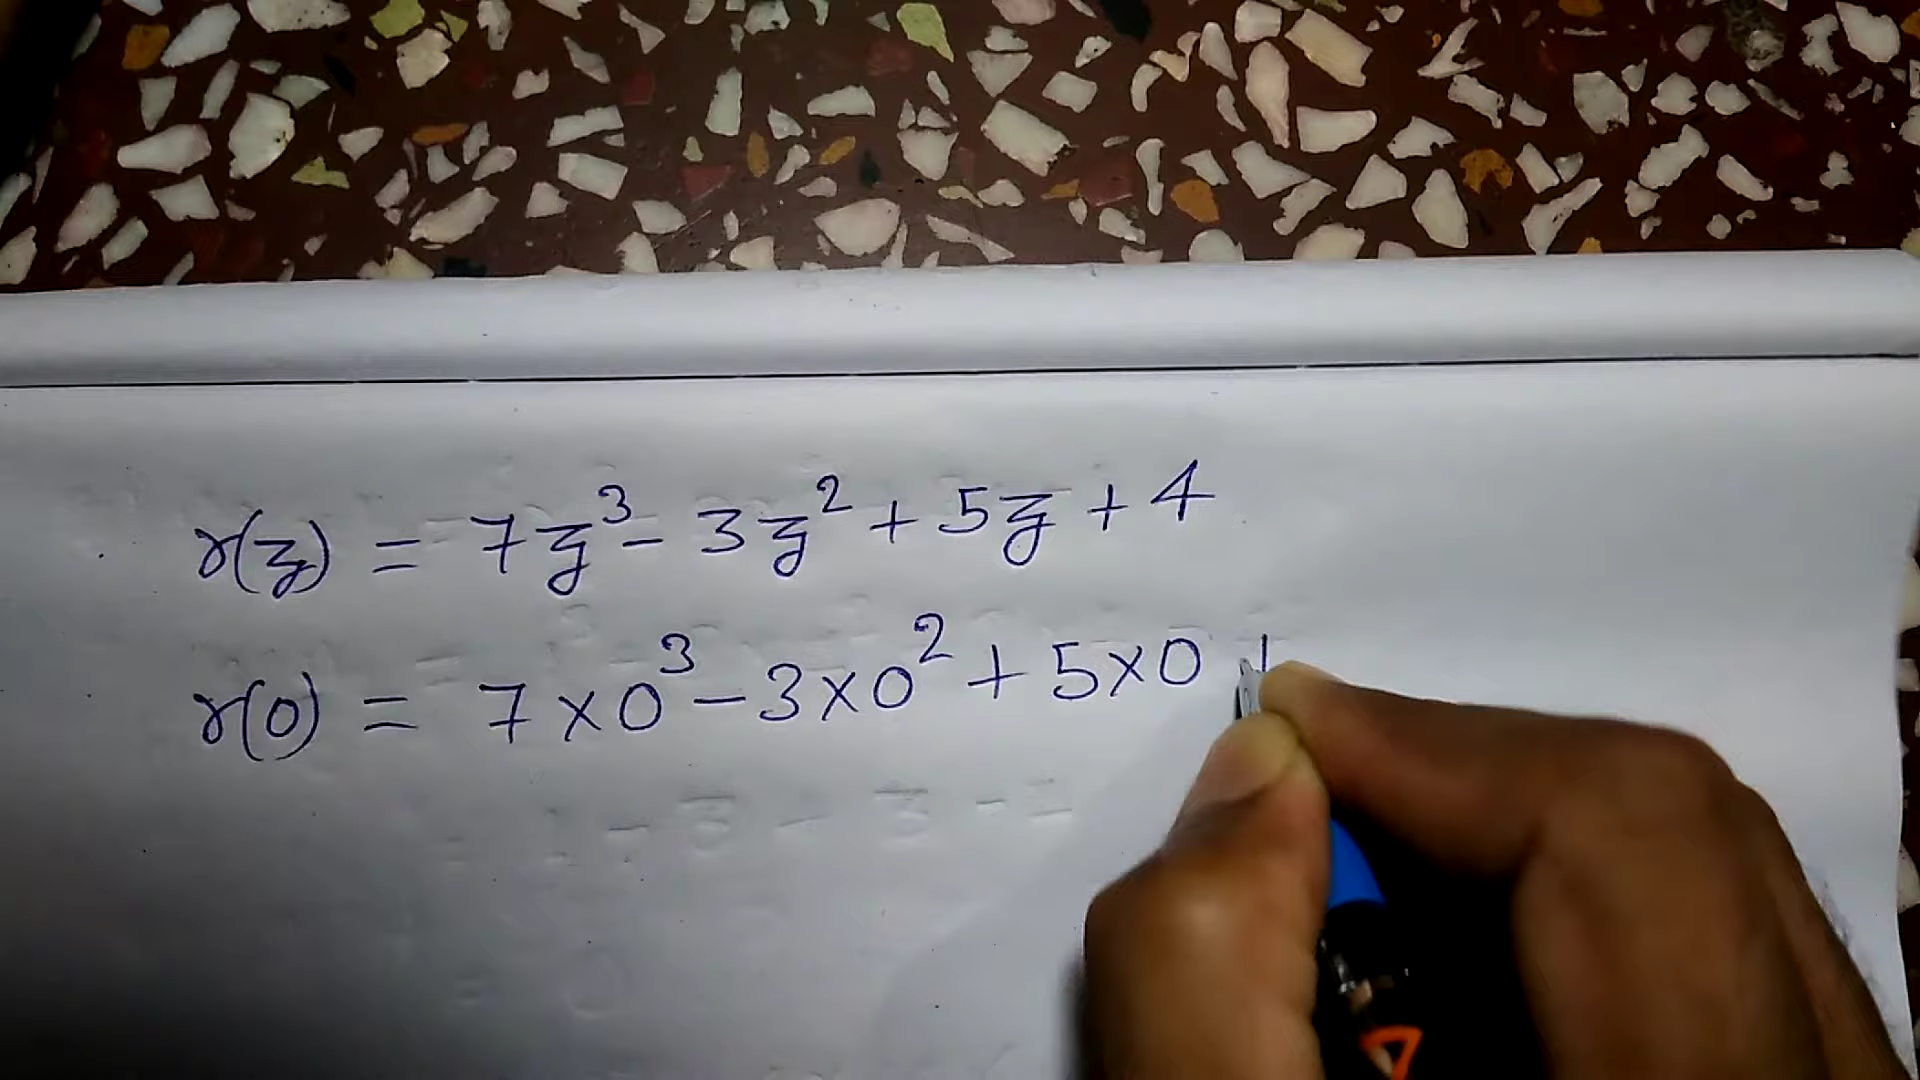 r(z) = 7z³ - 3z² + 5z + 4
r(0) = 7×0³ - 3×0² + 5×0 +